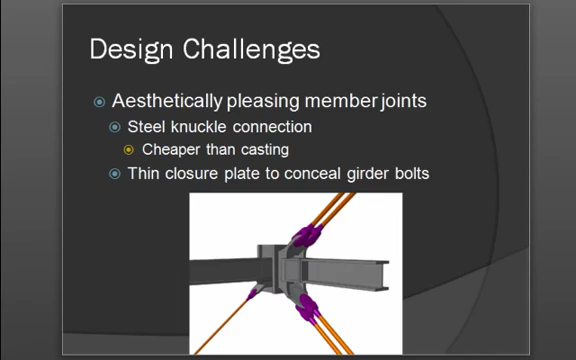 Design Challenges
Aesthetically pleasing member joints
Steel knuckle connection
Cheaper than casting
Thin closure plate to conceal girder bolts